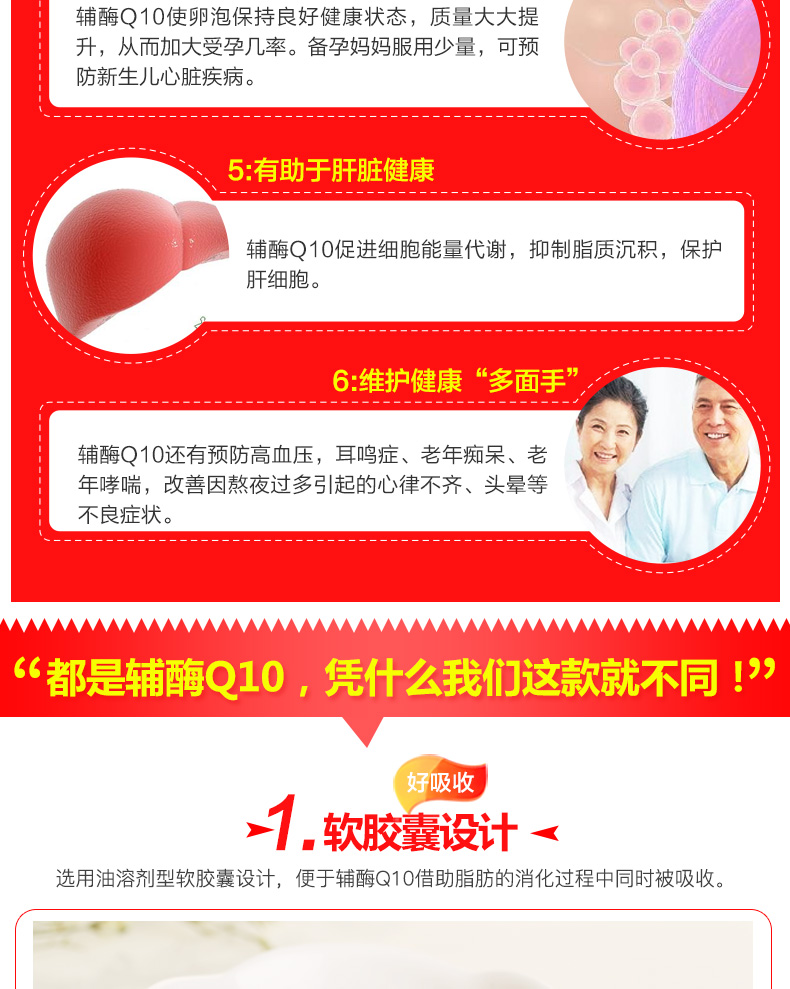 辅酶Q10使卵泡保持良好健康状态，质量大大提
升，从而加大受孕几率。备孕妈妈服用少量，可预
防新生儿心脏疾病。
5:有助于肝脏健康
辅酶Q10促进细胞能量代谢，抑制脂质沉积，保护
肝细胞。
6:维护健康“多面手”
辅酶Q10还有预防高血压，耳鸣症、老年痴呆、老
年哮喘，改善因熬夜过多引起的心律不齐、头晕等
不良症状。
“都是辅酶Q10，凭什么我们这款就不同！”
好吸收
1.软胶囊设计
选用油溶剂型软胶囊设计，便于辅酶Q10借助脂肪的消化过程中同时被吸收。